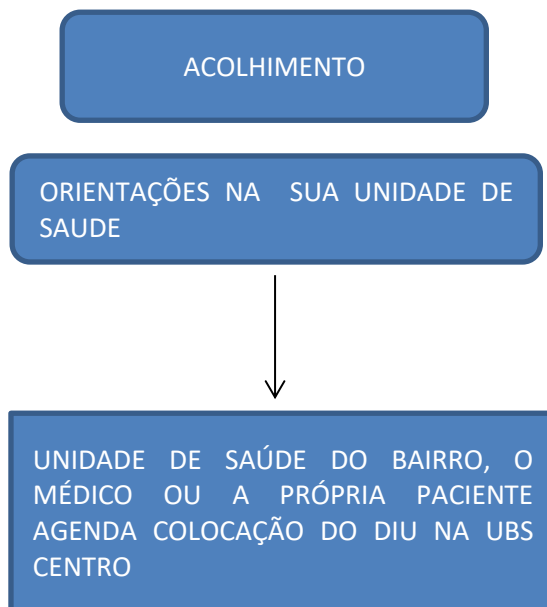 ACOLHIMENTO
ORIENTAÇÕES NA SUA UNIDADE DE
SAUDE
UNIDADE DE SAÚDE DO BAIRRO, O
MÉDICO OU A PRÓPRIA PACIENTE
AGENDA COLOCAÇÃO DO DIU NA UBS
CENTRO